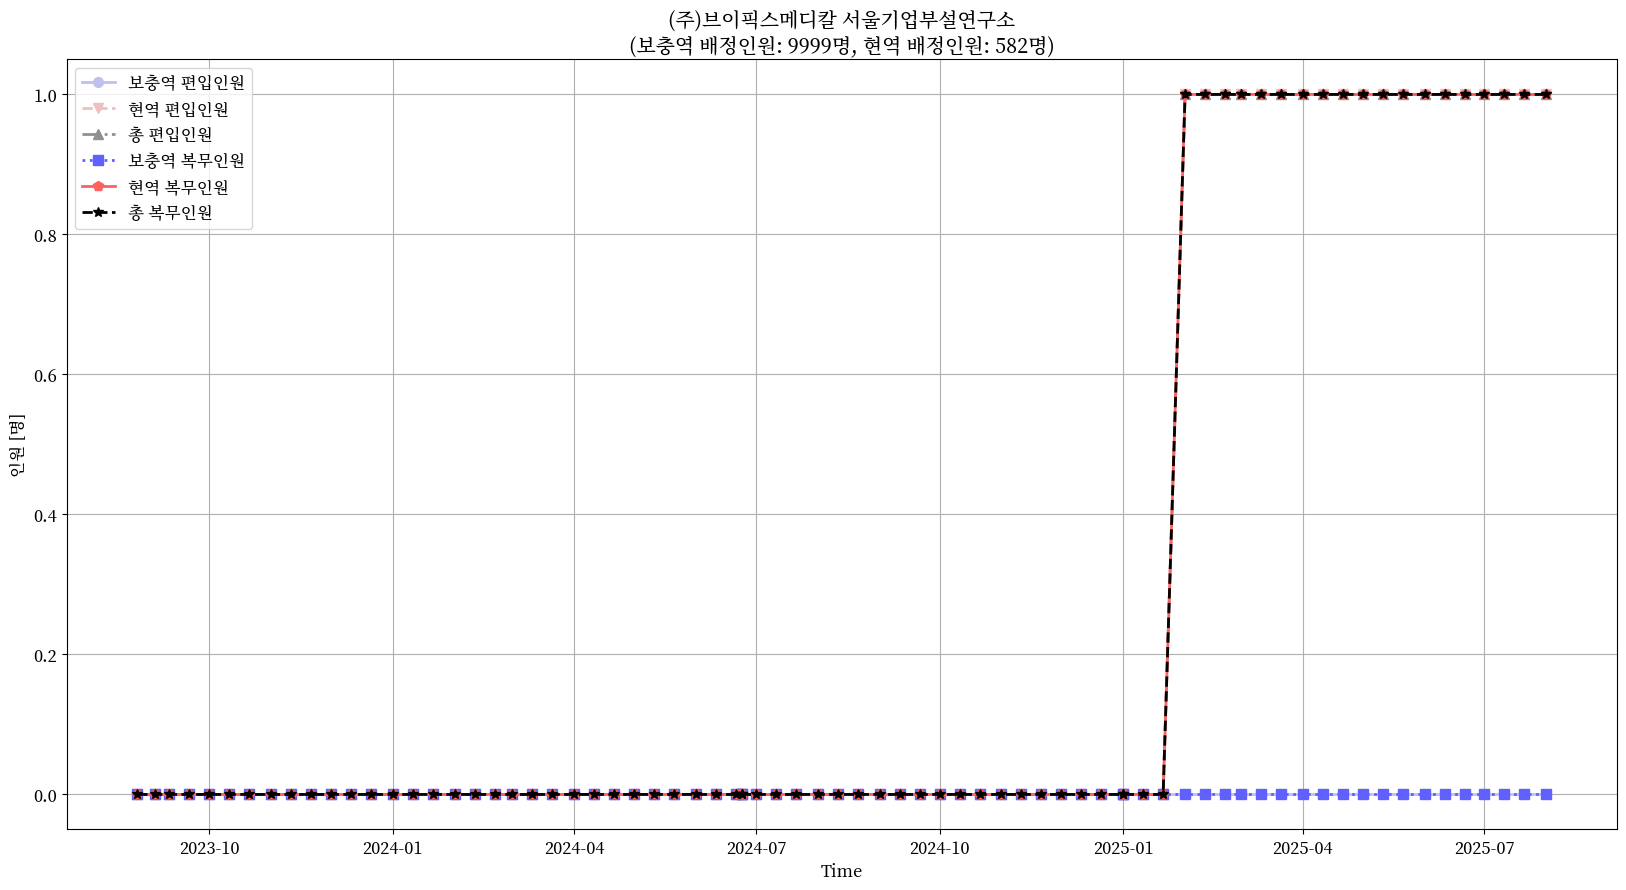 (주)브이픽스메디칼 서울기업부설연구소
(보충역 배정인원: 9999명, 현역 배정인원: 582명)
보충역 편입인원
현역 편입인원
총 편입인원
보충역 복무인원
현역 복무인원
총 복무인원
1.0
0.8
0.6
0.4
0.2
0.0
인원 [명]
2023-10
2024-01
2024-04
2024-07
2024-10
2025-01
2025-04
2025-07
Time